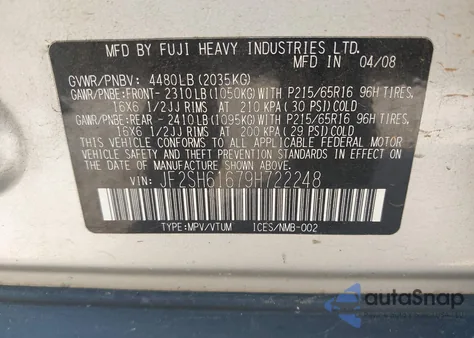 MFD BY FUJI HEAVY INDUSTRIES LTD.
IN 04/08
GVWR/PNBV: 4480LB (2035KG)
GAWR/PNBE:FRONT- 2310LB (1050KG)WITH P215/65R16 96H TIRES,
16X6 1/2JJ RIMS AT 210 KPA ( 30 PSI)COLD
GAWR/PNBE:REAR - 2410LB (1095KG)WITH P215/65R16 96H TIRES,
16X6 1/2JJ RIMS AT 200 KPA ( 29 PSI)COLD
THIS VEHICLE CONFORMS TO ALL APPLICABLE FEDERAL MOTOR
VEHICLE SAFETY AND THEFT PREVENTION STANDARDS IN EFFECT ON
THE DATE OF MANUFACTURE SHOWN ABOVE.
VIN: JF2SH61679H722248
TYPE:MPV/VTUM ICES/NMB-002
autoSnap
POWERED BY